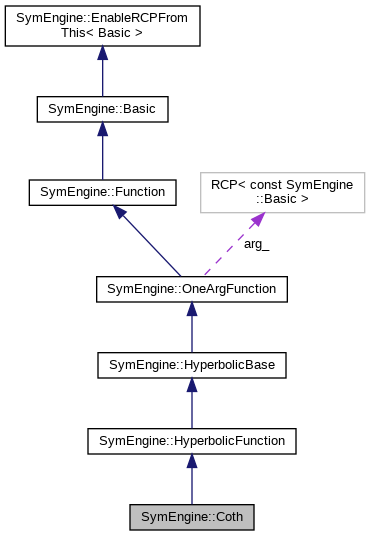 SymEngine::EnableRCPFrom
This< Basic >
SymEngine::Basic
SymEngine::Function
RCP< const SymEngine
::Basic >
arg_
SymEngine::OneArgFunction
SymEngine::HyperbolicBase
SymEngine::HyperbolicFunction
SymEngine::Coth